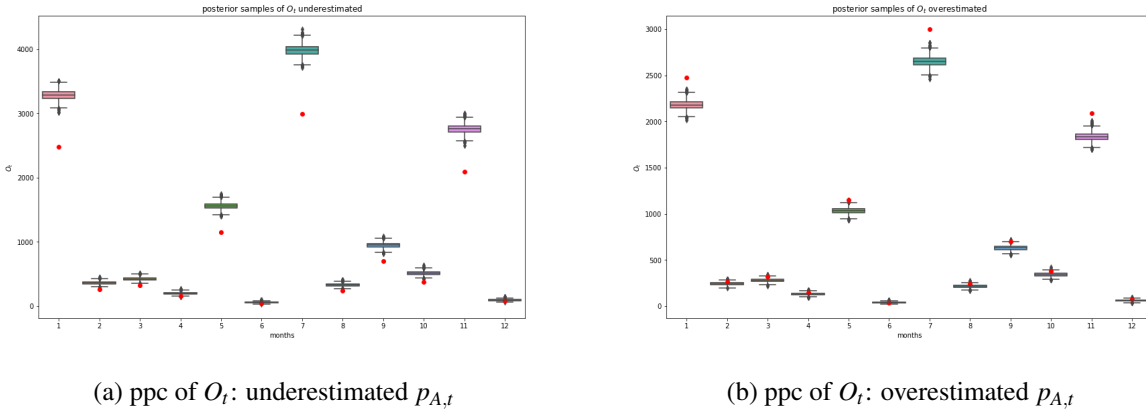 posterior samples of O_t underestimated
4000
3000
2000
1000
0
O_t
1 2 3 4 5 6 7 8 9 10 11 12
months
(a) ppc of O_t: underestimated p_{A,t}
posterior samples of O_t overestimated
3000
2500
2000
1500
1000
500
0
O_t
1 2 3 4 5 6 7 8 9 10 11 12
months
(b) ppc of O_t: overestimated p_{A,t}